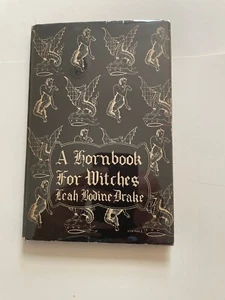 A Hornbook
For Witches
Leah Bodine Drake